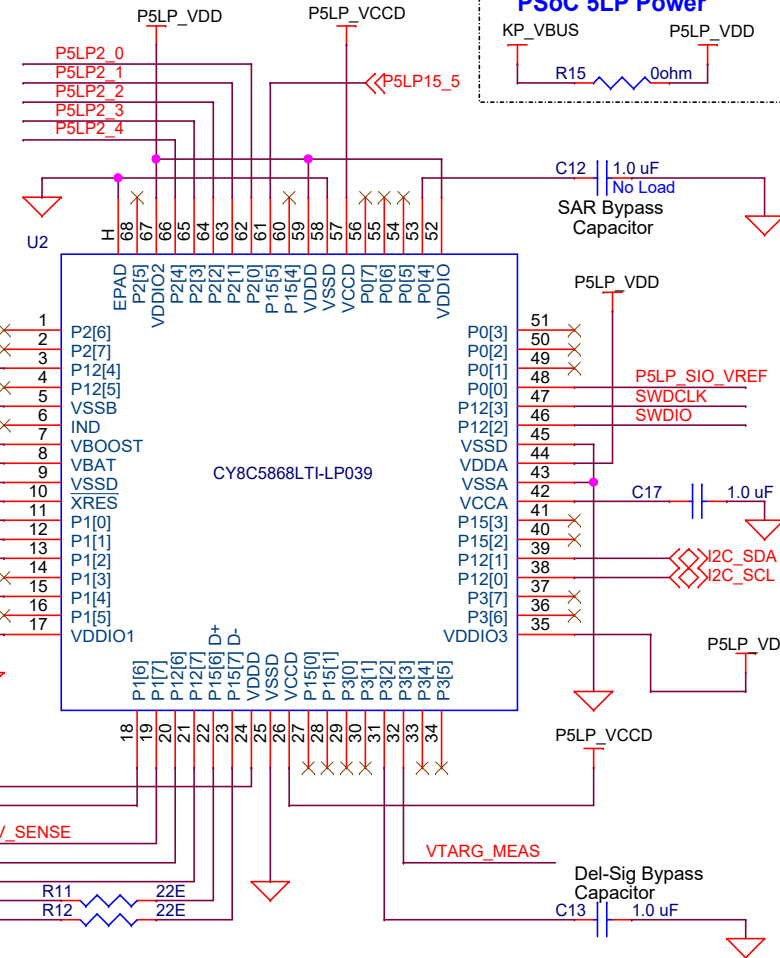 PSoC 5LP Power
P5LP_VDD
P5LP_VCCD
KP_VBUS
P5LP_VDD
R15
0ohm
P5LP2_0
P5LP2_1
P5LP2_2
P5LP2_3
P5LP2_4
P5LP15_5
C12
1.0 uF
No Load
SAR Bypass
Capacitor
U2
H
68
67
66
65
64
63
62
61
60
59
58
57
56
55
54
53
52
EPAD
P2[5]
VDDIO2
P2[4]
P2[3]
P2[2]
P2[1]
P2[0]
P15[5]
P15[4]
VDDD
VSSD
VCCD
P0[7]
P0[6]
P0[5]
P0[4]
VDDIO
P5LP_VDD
1 P2[6]
2 P2[7]
3 P12[4]
4 P12[5]
5 VSSB
6 IND
7 VBOOST
8 VBAT
9 VSSD
10 XRES
11 P1[0]
12 P1[1]
13 P1[2]
14 P1[3]
15 P1[4]
16 P1[5]
17 VDDIO1
CY8C5868LTI-LP039
P0[3] 51
P0[2] 50
P0[1] 49
P0[0] 48 P5LP_SIO_VREF
P12[3] 47 SWDCLK
P12[2] 46 SWDIO
VSSD 45
VDDA 44
VSSA 43
VCCA 42 C17 1.0 uF
P15[3] 41
P15[2] 40
P12[1] 39 I2C_SDA
P12[0] 38 I2C_SCL
P3[7] 37
P3[6] 36
VDDIO3 35
P5LP_VD
P1[6]
P1[7]
P12[6]
P12[7]
P15[6] D+
P15[7] D-
VDDD
VSSD
VCCD
P15[0]
P15[1]
P3[0]
P3[1]
P3[2]
P3[3]
P3[4]
P3[5]
18
19
20
21
22
23
24
25
26
27
28
29
30
31
32
33
34
P5LP_VCCD
V_SENSE
VTARG_MEAS
R11
22E
R12
22E
Del-Sig Bypass
Capacitor
C13
1.0 uF